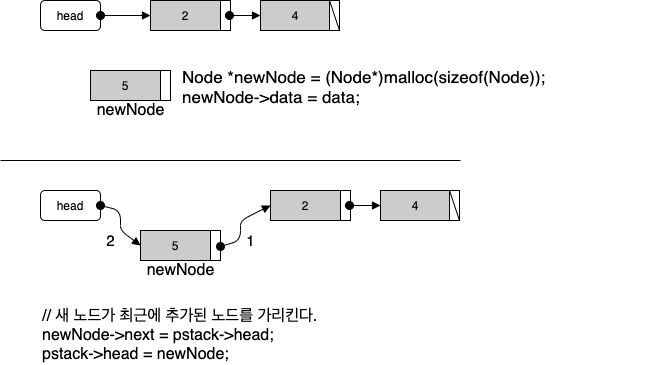 head
2
4
5
Node *newNode = (Node*)malloc(sizeof(Node));
newNode->data = data;
newNode
head
2
4
2
5
1
newNode
// 새 노드가 최근에 추가된 노드를 가리킨다.
newNode->next = pstack->head;
pstack->head = newNode;